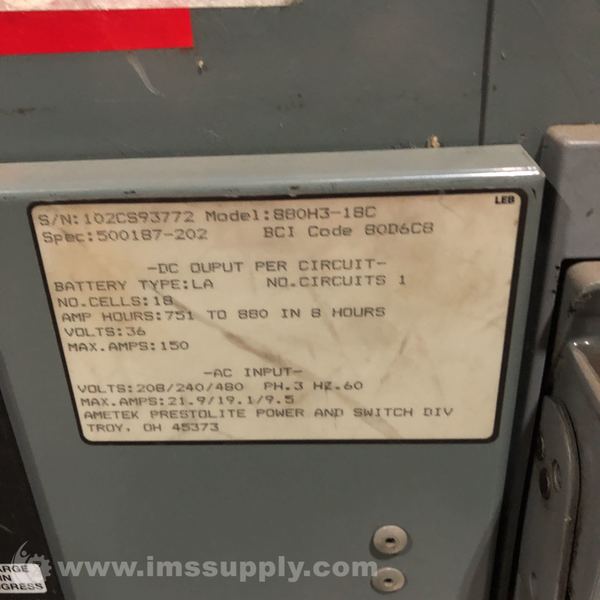 LEB
S/N:102CS93772 Model:880H3-18C
Spec:500187-202 BCI Code 80D6C8
-DC OUPUT PER CIRCUIT-
BATTERY TYPE:LA NO.CIRCUITS 1
NO.CELLS:18
AMP HOURS:751 TO 880 IN 8 HOURS
VOLTS:36
MAX.AMPS:150
-AC INPUT-
VOLTS:208/240/480 PH.3 HZ.60
MAX.AMPS:21.9/19.1/9.5
AMETEK PRESTOLITE POWER AND SWITCH DIV
TROY, OH 45373
ARGE
IN
GRESS
www.imssupply.com